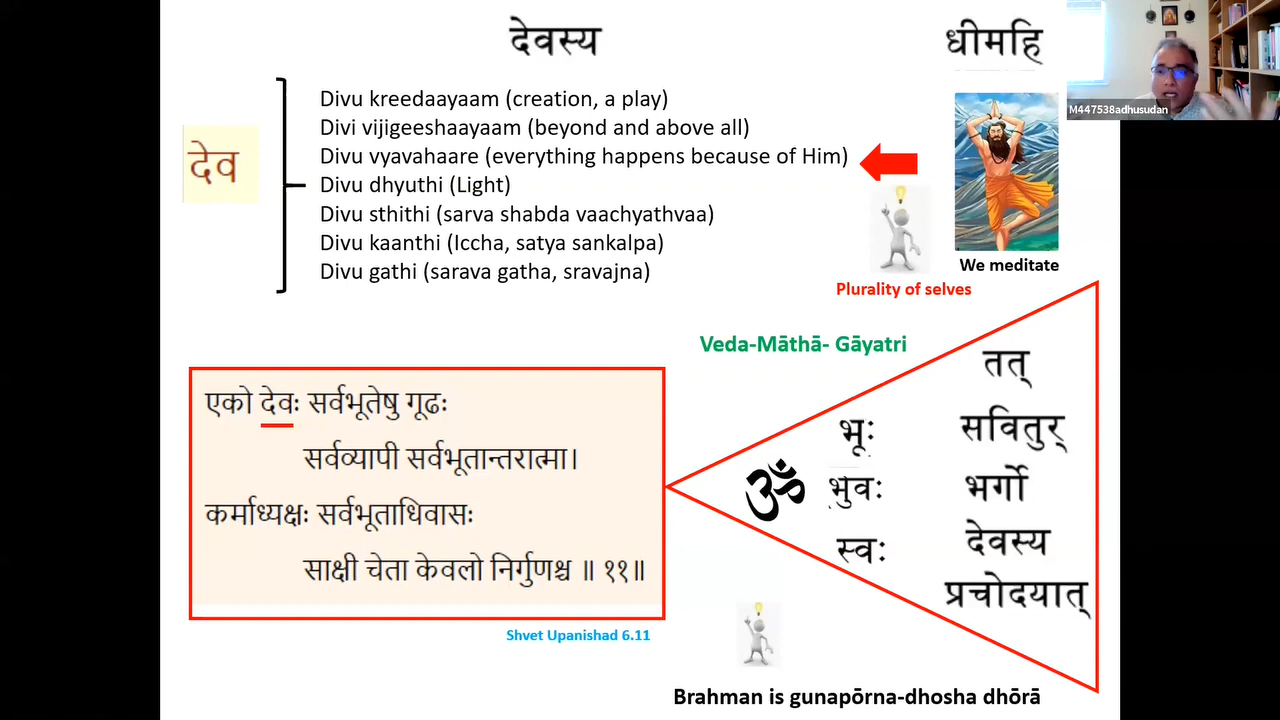 देवस्य
धीमहि
M447538adhusudan
देव
Divu kreedaayaam (creation, a play)
Divi vijigeeshaayaam (beyond and above all)
Divu vyavahaare (everything happens because of Him)
Divu dhyuthi (Light)
Divu sthithi (sarva shabda vaachyathvaa)
Divu kaanthi (Iccha, satya sankalpa)
Divu gathi (sarava gatha, sravajna)
We meditate
Plurality of selves
Veda-Māthā- Gāyatri
एको देवः सर्वभूतेषु गूढः
सर्वव्यापी सर्वभूतान्तरात्मा।
कर्माध्यक्षः सर्वभूताधिवासः
साक्षी चेता केवलो निर्गुणश्च ॥ ११॥
Shvet Upanishad 6.11
ॐ
भूः
भुवः
स्वः
तत्
सवितुर्
भर्गो
देवस्य
प्रचोदयात्
Brahman is gunapōrna-dhosha dhōrā